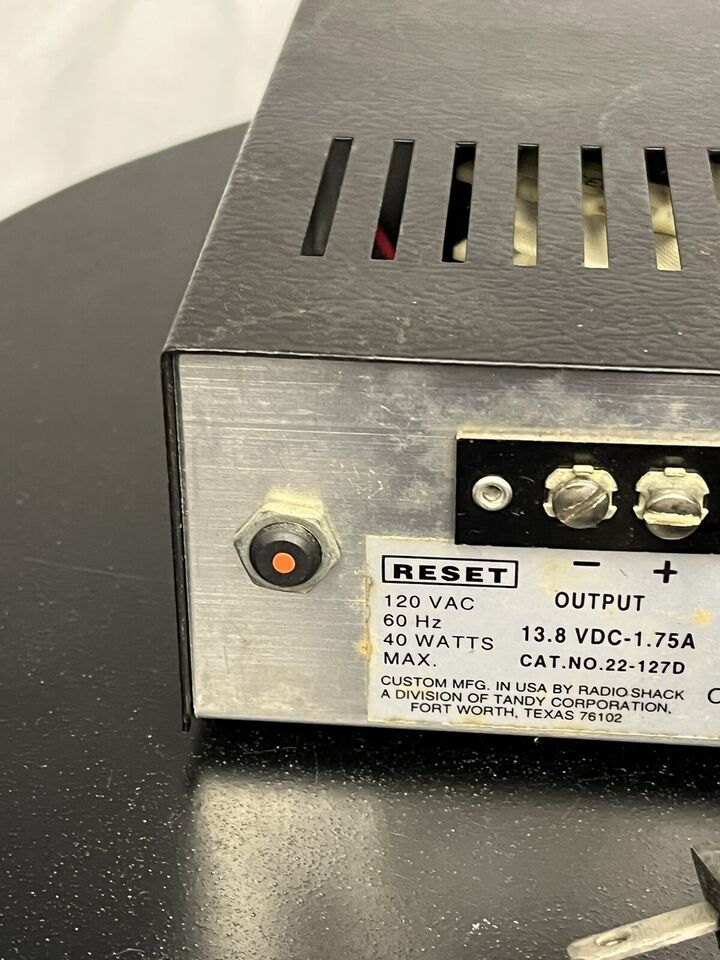 RESET
120 VAC
60 Hz
40 WATTS
MAX.
- +
OUTPUT
13.8 VDC-1.75A
CAT.NO.22-127D
CUSTOM MFG. IN USA BY RADIO SHACK
A DIVISION OF TANDY CORPORATION,
FORT WORTH, TEXAS 76102